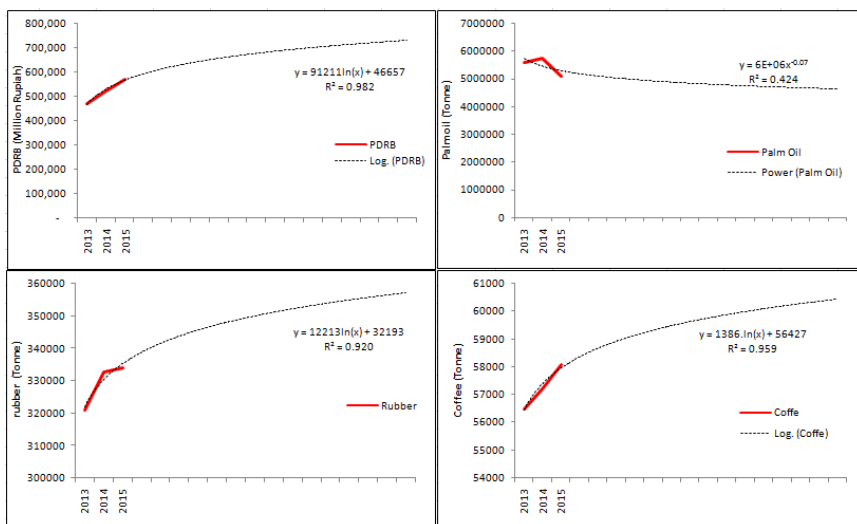 800,000
700,000
600,000
500,000
400,000
300,000
200,000
100,000
-
PDRB (Million Rupiah)
y = 91211ln(x) + 46657
R² = 0.982
PDRB
Log. (PDRB)
2013
2014
2015
7000000
6000000
5000000
4000000
3000000
2000000
1000000
0
Palmoil (Tonne)
y = 6E+06x^-0.07
R² = 0.424
Palm Oil
Power (Palm Oil)
2013
2014
2015
360000
350000
340000
330000
320000
310000
300000
rubber (Tonne)
y = 12213ln(x) + 32193
R² = 0.920
Rubber
2013
2014
2015
61000
60000
59000
58000
57000
56000
55000
54000
Coffee (Tonne)
y = 1386.ln(x) + 56427
R² = 0.959
Coffe
Log. (Coffe)
2013
2014
2015